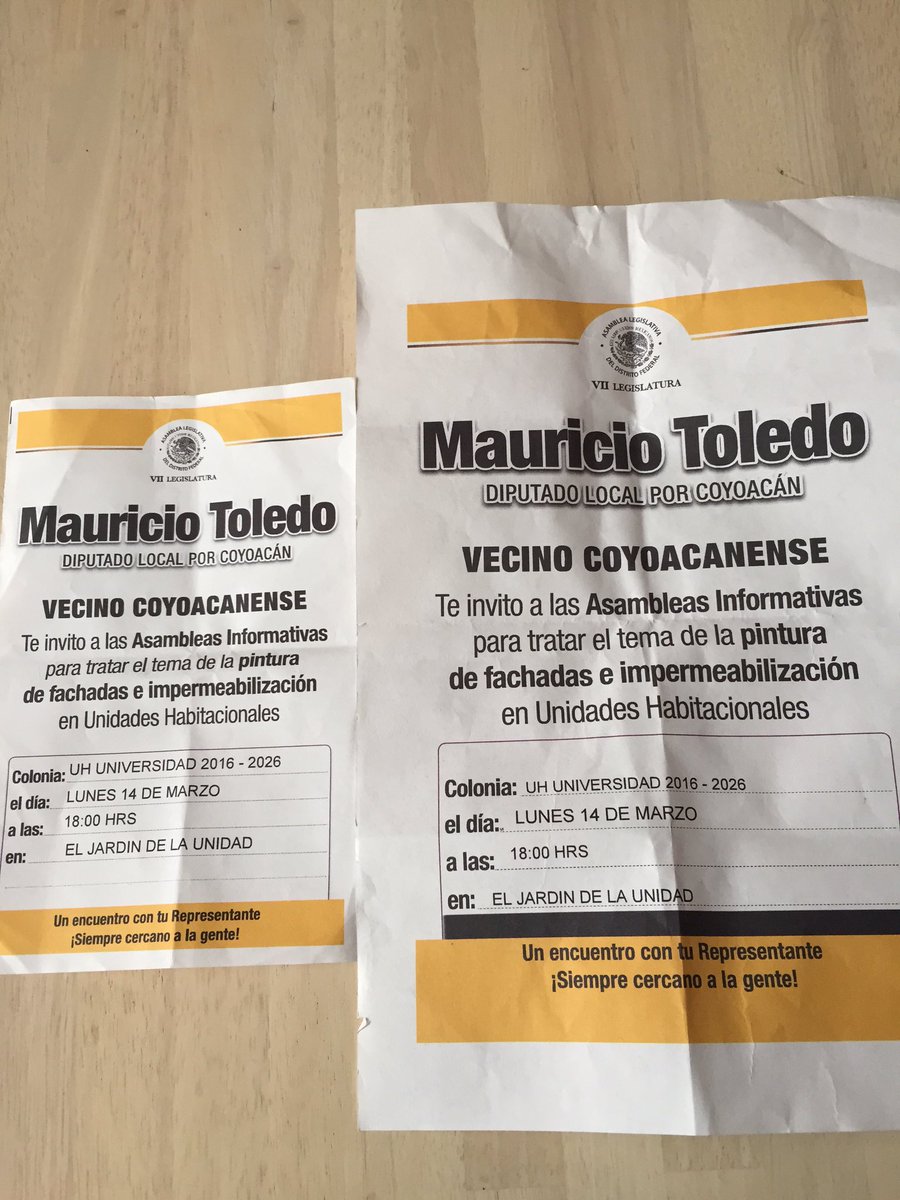 ASAMBLEA LEGISLATIVA
DEL DISTRITO FEDERAL
VII LEGISLATURA
Mauricio Toledo
DIPUTADO LOCAL POR COYOACÁN
VECINO COYOACANENSE
Te invito a las Asambleas Informativas
para tratar el tema de la pintura
de fachadas e impermeabilización
en Unidades Habitacionales
Colonia: UH UNIVERSIDAD 2016 - 2026
el día: LUNES 14 DE MARZO
a las: 18:00 HRS
en: EL JARDIN DE LA UNIDAD
Un encuentro con tu Representante
¡Siempre cercano a la gente!
ASAMBLEA LEGISLATIVA
DEL DISTRITO FEDERAL
VII LEGISLATURA
Mauricio Toledo
DIPUTADO LOCAL POR COYOACÁN
VECINO COYOACANENSE
Te invito a las Asambleas Informativas
para tratar el tema de la pintura
de fachadas e impermeabilización
en Unidades Habitacionales
Colonia: UH UNIVERSIDAD 2016 - 2026
el día: LUNES 14 DE MARZO
a las: 18:00 HRS
en: EL JARDIN DE LA UNIDAD
Un encuentro con tu Representante
¡Siempre cercano a la gente!